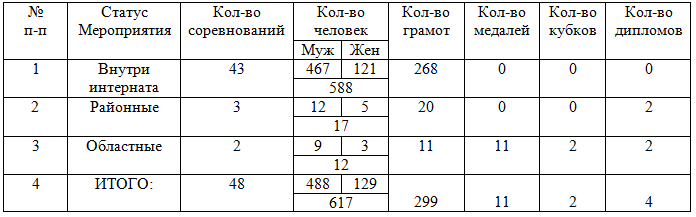 № п-п Статус Мероприятия Кол-во соревнований Кол-во человек Кол-во грамот Кол-во медалей Кол-во кубков Кол-во дипломов
Муж Жен
1 Внутри интерната 43 467 121 268 0 0 0
588
2 Районные 3 12 5 20 0 0 2
17
3 Областные 2 9 3 11 11 2 2
12
4 ИТОГО: 48 488 129
617 299 11 2 4